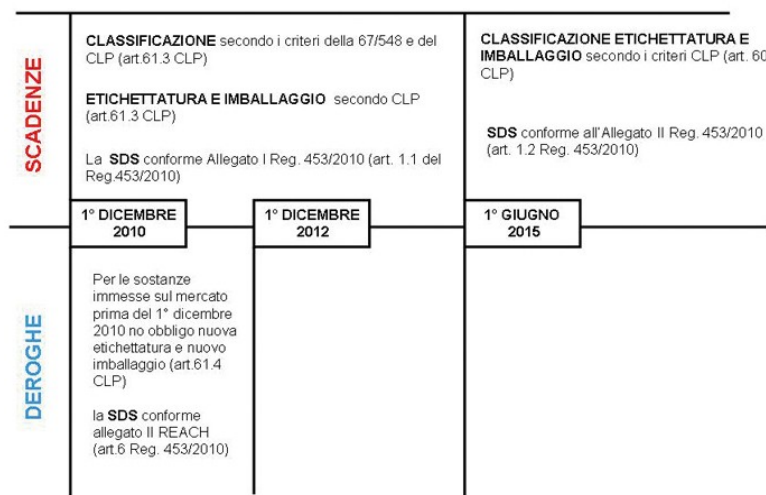 SCADENZE
CLASSIFICAZIONE secondo i criteri della 67/548 e del
CLP (art.61.3 CLP)
ETICHETTATURA E IMBALLAGGIO secondo CLP
(art.61.3 CLP)
La SDS conforme Allegato I Reg. 453/2010 (art. 1.1 del
Reg.453/2010)
CLASSIFICAZIONE ETICHETTATURA E
IMBALLAGGIO secondo i criteri CLP (art. 60
CLP)
SDS conforme all'Allegato II Reg. 453/2010
(art. 1.2 Reg. 453/2010)
1° DICEMBRE
2010
1° DICEMBRE
2012
1° GIUGNO
2015
DEROGHE
Per le sostanze
immesse sul mercato
prima del 1° dicembre
2010 no obbligo nuova
etichettatura e nuovo
imballaggio (art.61.4
CLP)
la SDS conforme
allegato II REACH
(art.6 Reg. 453/2010)